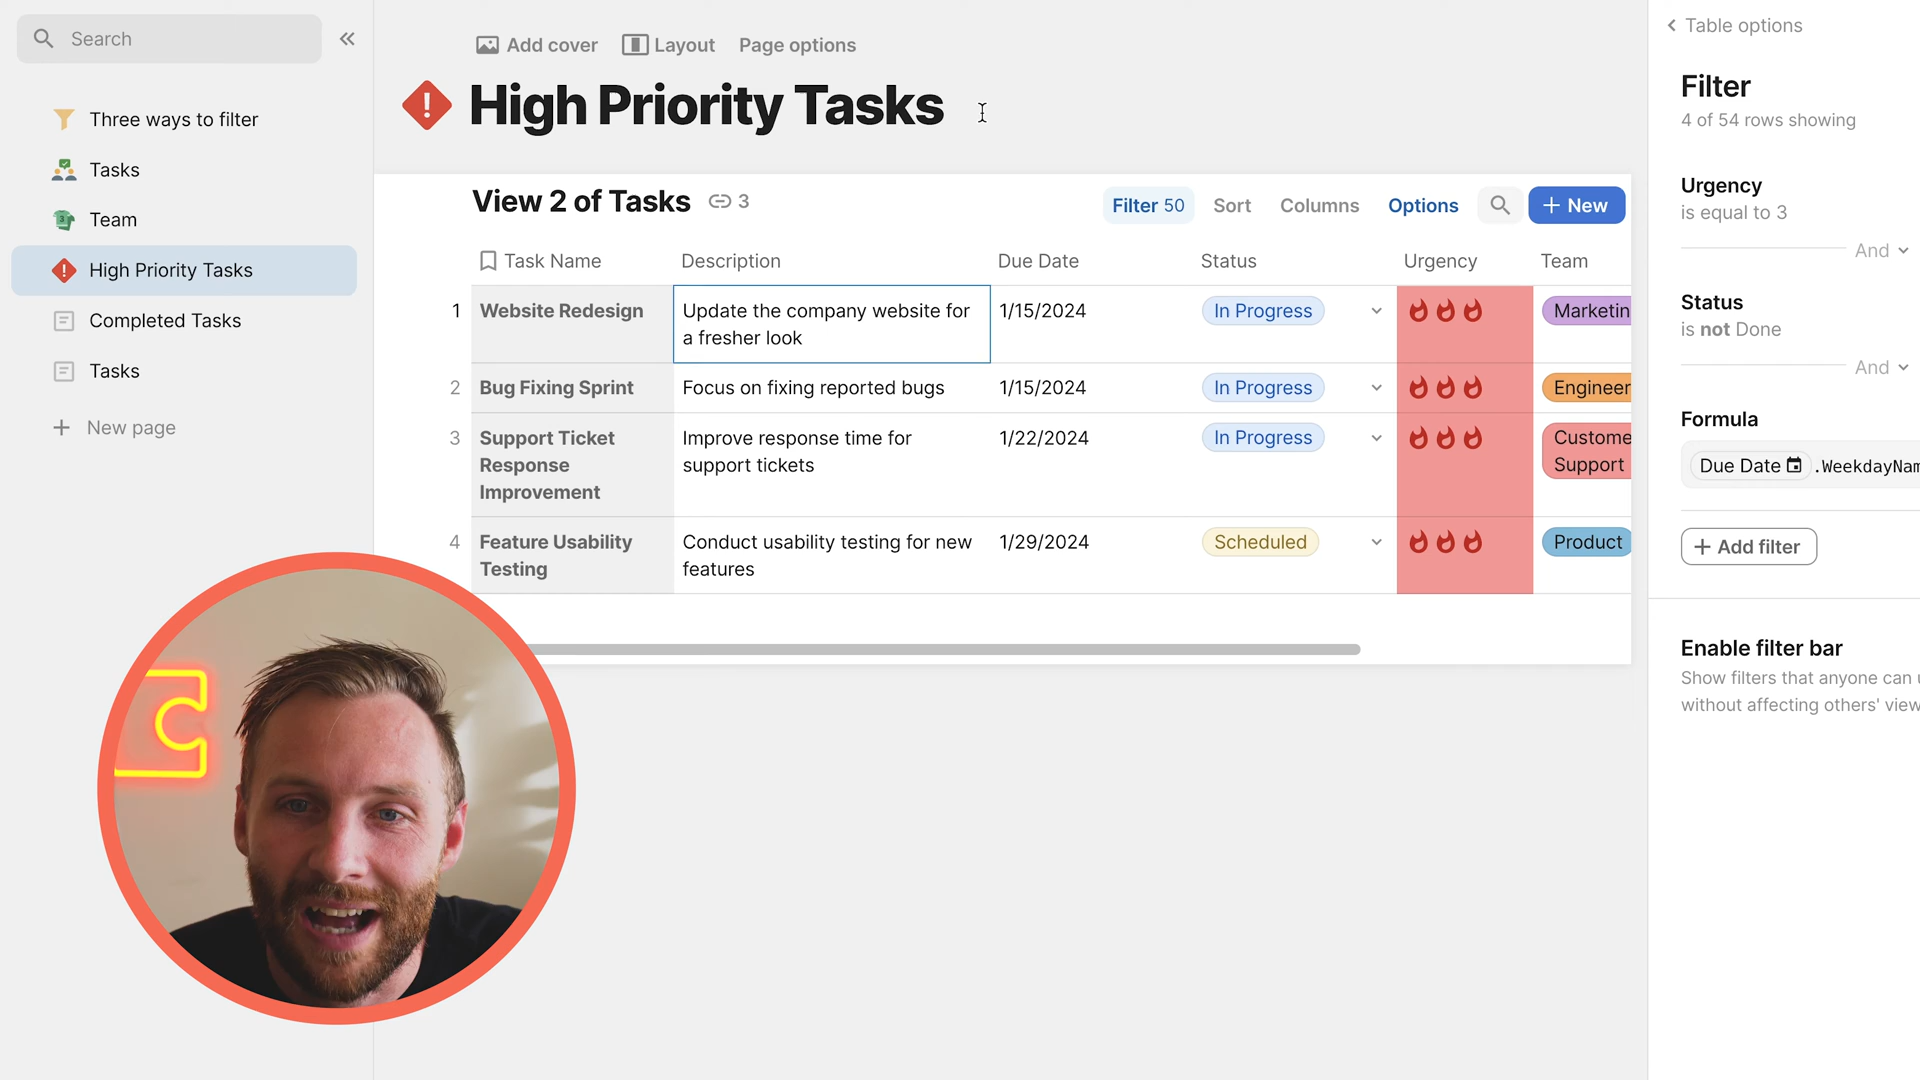 Search
Three ways to filter
Tasks
Team
High Priority Tasks
Completed Tasks
Tasks
New page
Add cover
Layout
Page options
High Priority Tasks
View 2 of Tasks
3
Filter 50
Sort
Columns
Options
+ New
Task Name
Description
Due Date
Status
Urgency
Team
1
Website Redesign
Update the company website for
a fresher look
1/15/2024
In Progress
Marketin
2
Bug Fixing Sprint
Focus on fixing reported bugs
1/15/2024
In Progress
Engineer
3
Support Ticket
Response
Improvement
Improve response time for
support tickets
1/22/2024
In Progress
Custome
Support
4
Feature Usability
Testing
Conduct usability testing for new
features
1/29/2024
Scheduled
Product
Table options
Filter
4 of 54 rows showing
Urgency
is equal to 3
And
Status
is not Done
And
Formula
Due Date .WeekdayNam
+ Add filter
Enable filter bar
Show filters that anyone can u
without affecting others' view